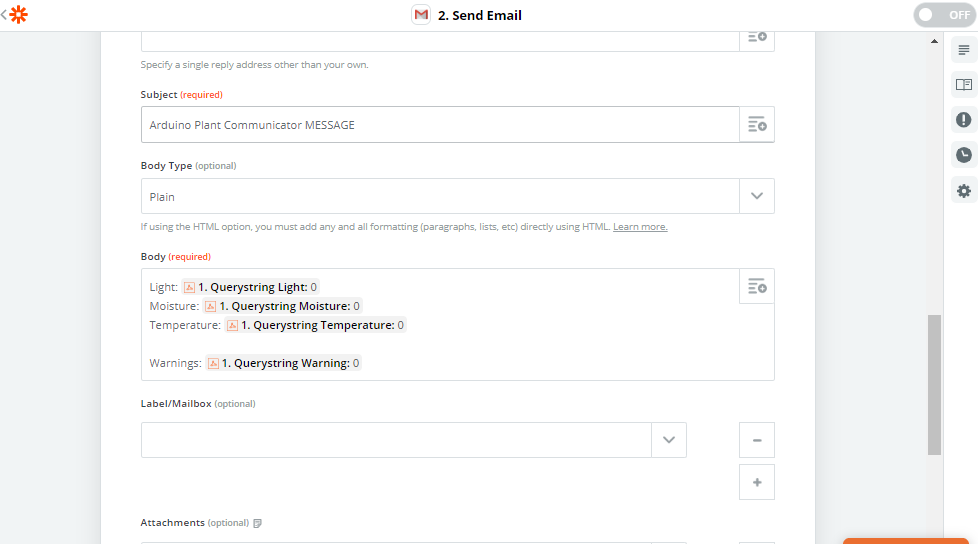 2. Send Email
OFF
Specify a single reply address other than your own.
Subject (required)
Arduino Plant Communicator MESSAGE
Body Type (optional)
Plain
If using the HTML option, you must add any and all formatting (paragraphs, lists, etc) directly using HTML. Learn more.
Body (required)
Light: 1. Querystring Light: 0
Moisture: 1. Querystring Moisture: 0
Temperature: 1. Querystring Temperature: 0
Warnings: 1. Querystring Warning: 0
Label/Mailbox (optional)
Attachments (optional)